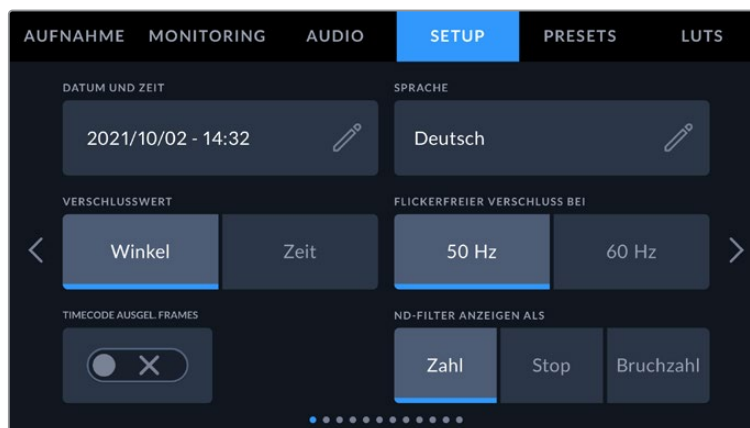 AUFNAHME MONITORING AUDIO SETUP PRESETS LUTS
DATUM UND ZEIT SPRACHE
2021/10/02 - 14:32 Deutsch
VERSCHLUSSWERT FLICKERFREIER VERSCHLUSS BEI
Winkel Zeit 50 Hz 60 Hz
TIMECODE AUSGEL. FRAMES ND-FILTER ANZEIGEN ALS
Zahl Stop Bruchzahl